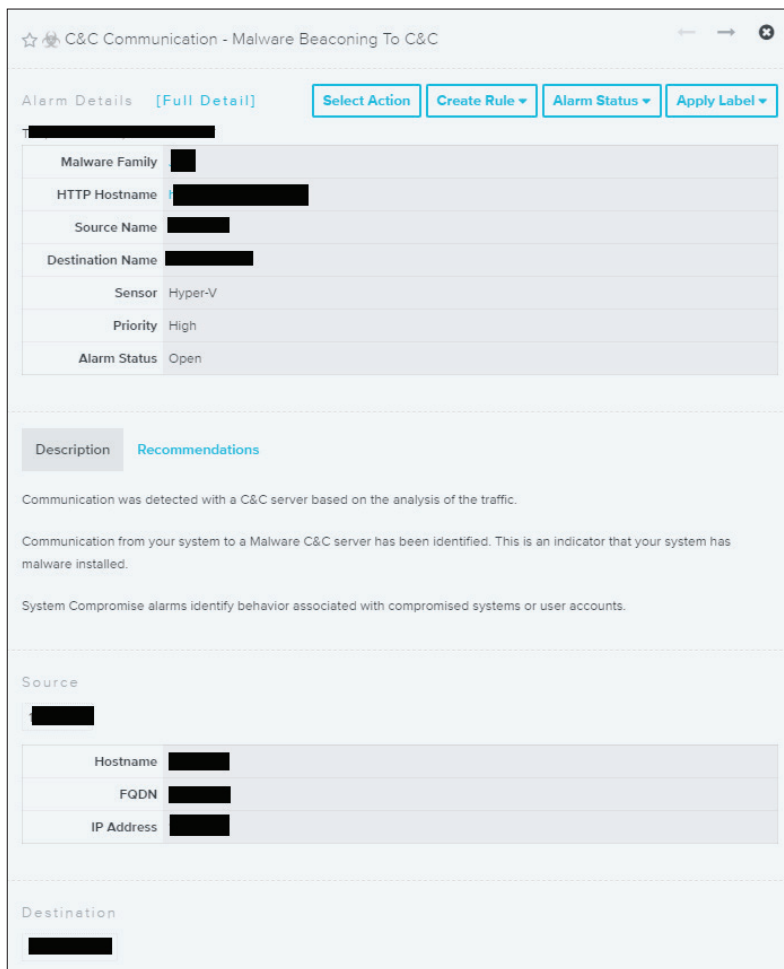 C&C Communication - Malware Beaconing To C&C
Alarm Details [Full Detail] Select Action Create Rule Alarm Status Apply Label
Malware Family
HTTP Hostname
Source Name
Destination Name
Sensor Hyper-V
Priority High
Alarm Status Open
Description Recommendations
Communication was detected with a C&C server based on the analysis of the traffic.
Communication from your system to a Malware C&C server has been identified. This is an indicator that your system has
malware installed.
System Compromise alarms identify behavior associated with compromised systems or user accounts.
Source
Hostname
FQDN
IP Address
Destination